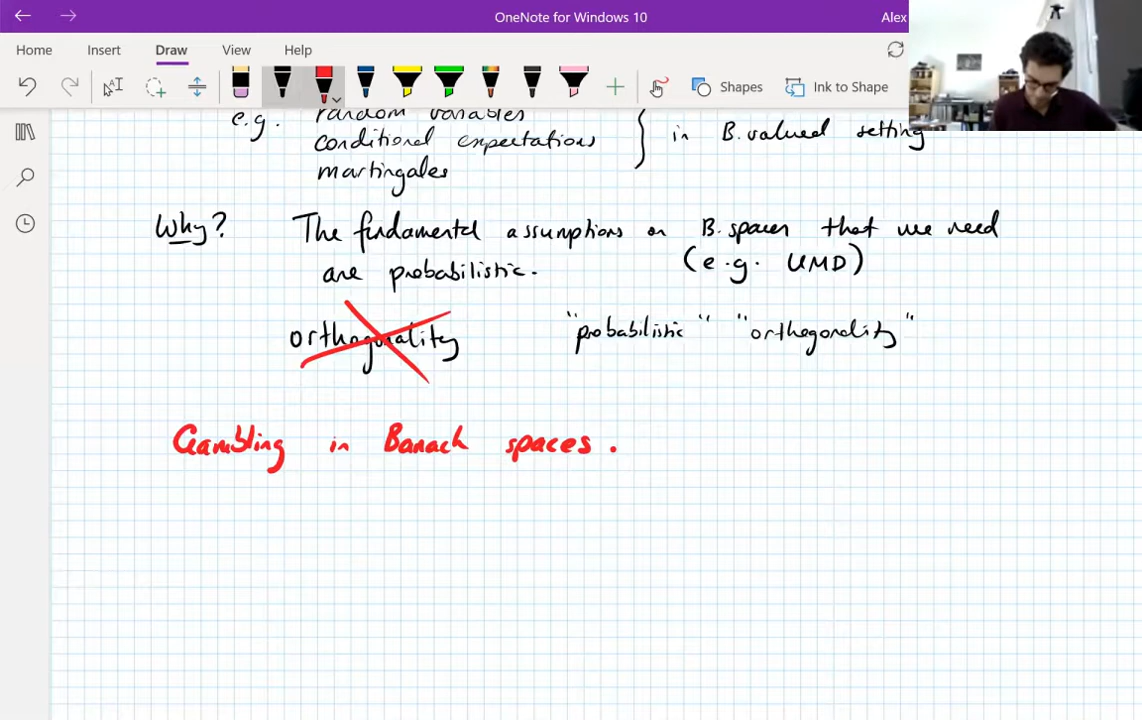 OneNote for Windows 10
Alex
Home Insert Draw View Help
Shapes Ink to Shape
e.g. random variables
conditional expectations in B. valued setting
martingales
Why? The fundamental assumptions on B. spaces that we need
are probabilistic. (e.g. UMD)
orthogonality "probabilistic" "orthogonality"
Gambling in Banach spaces.